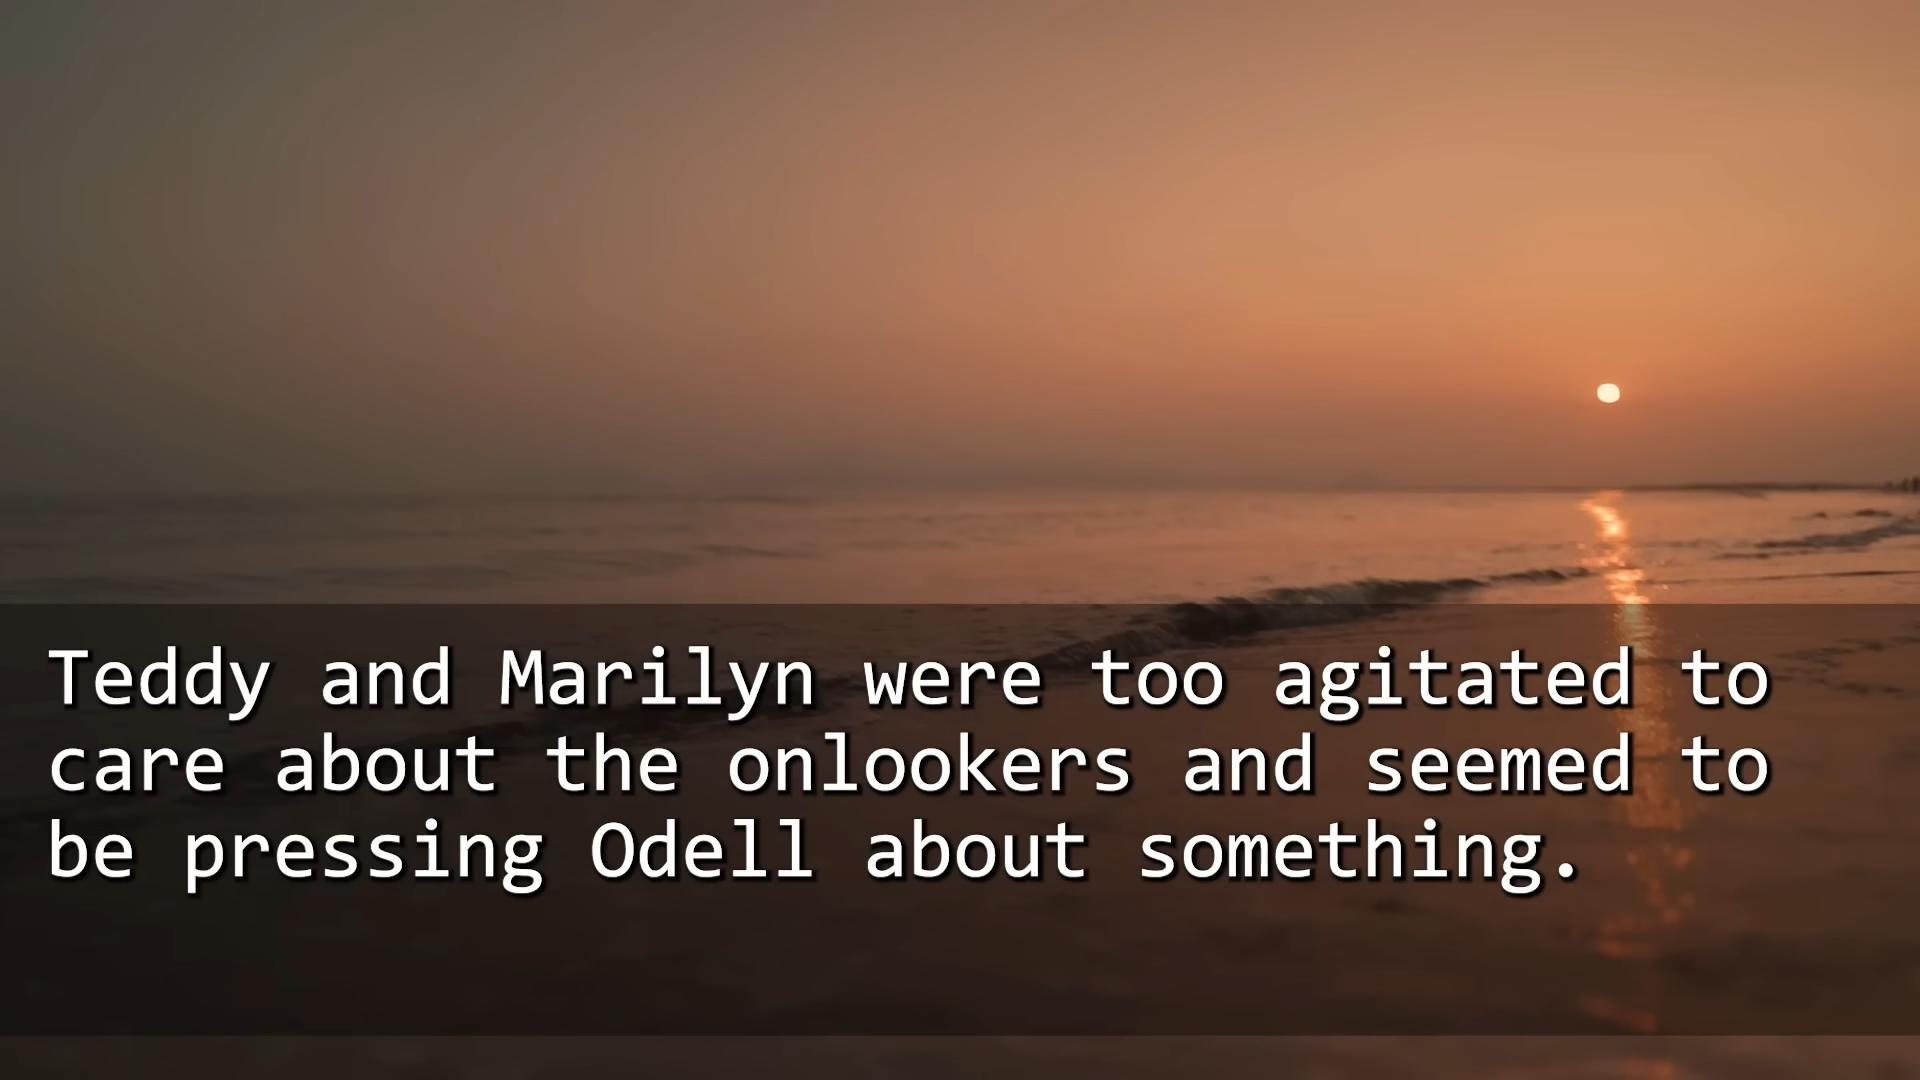 Teddy and Marilyn were too agitated to
care about the onlookers and seemed to
be pressing Odell about something.